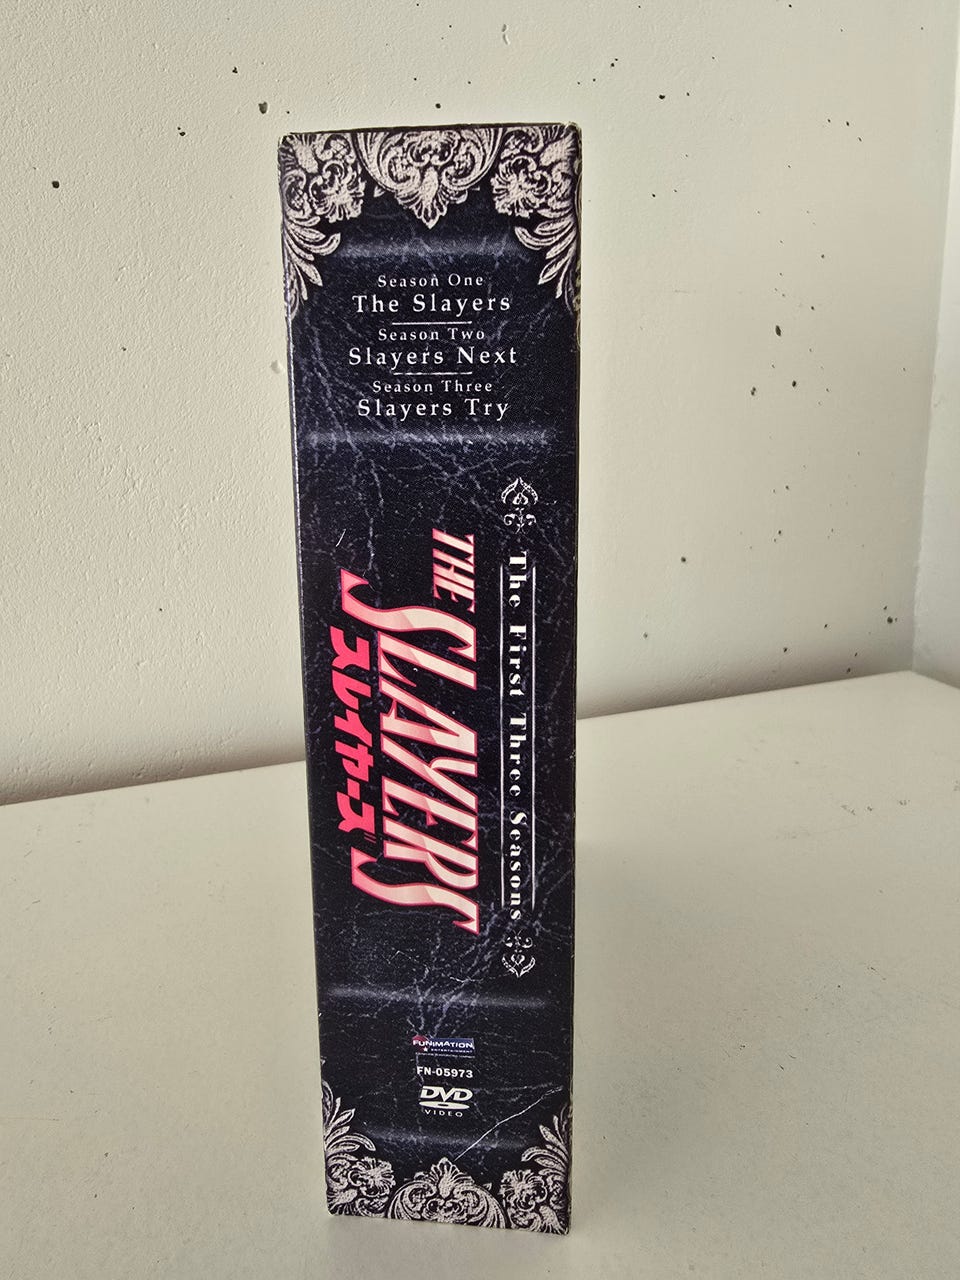 Season One
The Slayers
Season Two
Slayers Next
Season Three
Slayers Try
The First Three Seasons
THE SLAYERS
スレイヤーズ
FUNIMATION
ENTERTAINMENT
FN-05973
DVD
VIDEO